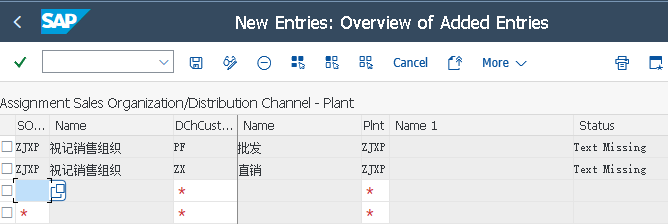 SAP New Entries: Overview of Added Entries
Cancel More
Assignment Sales Organization/Distribution Channel - Plant
SO... Name DChCust... Name Plnt Name 1 Status
ZJXP 祝记销售组织 PF 批发 ZJXP Text Missing
ZJXP 祝记销售组织 ZX 直销 ZJXP Text Missing
* *
* * *